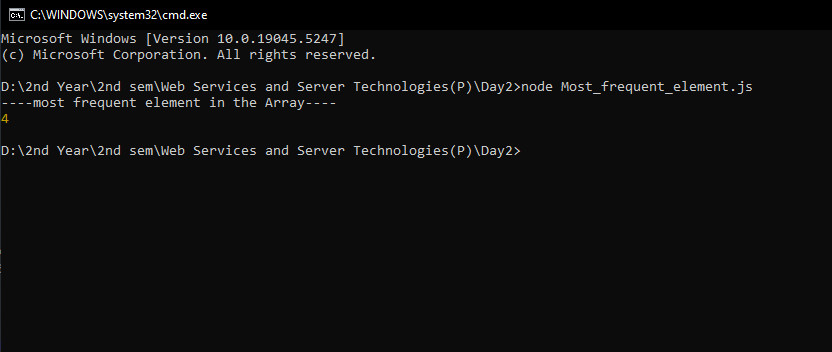 C:\WINDOWS\system32\cmd.exe
Microsoft Windows [Version 10.0.19045.5247]
(c) Microsoft Corporation. All rights reserved.
D:\2nd Year\2nd sem\Web Services and Server Technologies(P)\Day2>node Most_frequent_element.js
----most frequent element in the Array----
4
D:\2nd Year\2nd sem\Web Services and Server Technologies(P)\Day2>